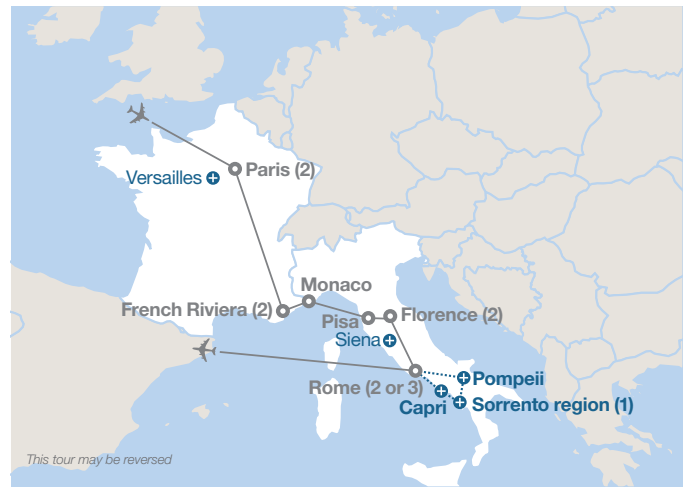 Paris (2)
Versailles
Monaco
French Riviera (2)
Florence (2)
Pisa
Siena
Rome (2 or 3)
Pompeii
Capri
Sorrento region (1)
This tour may be reversed